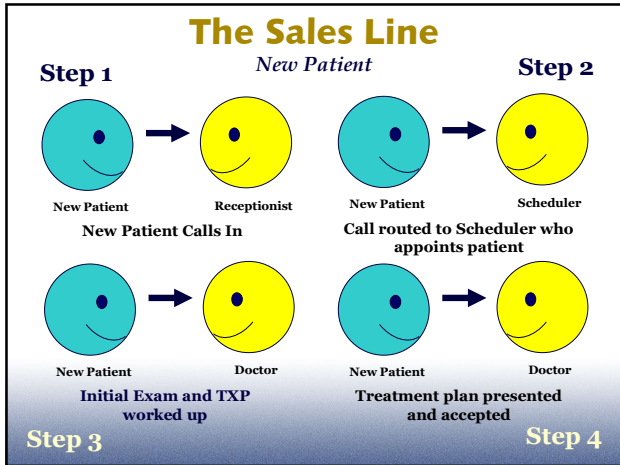 The Sales Line
New Patient
Step 1
Step 2
New Patient
Receptionist
New Patient
Scheduler
New Patient Calls In
Call routed to Scheduler who
appoints patient
New Patient
Doctor
New Patient
Doctor
Initial Exam and TXP
worked up
Treatment plan presented
and accepted
Step 3
Step 4